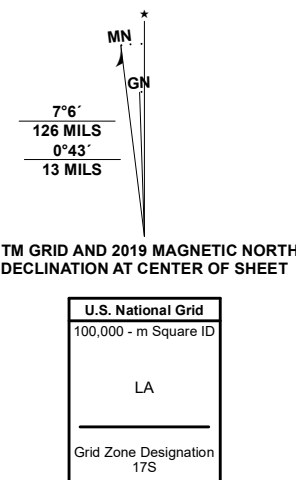 MN
GN
7°6´
126 MILS
0°43´
13 MILS
TM GRID AND 2019 MAGNETIC NORTH
DECLINATION AT CENTER OF SHEET
U.S. National Grid
100,000 - m Square ID
LA
Grid Zone Designation
17S